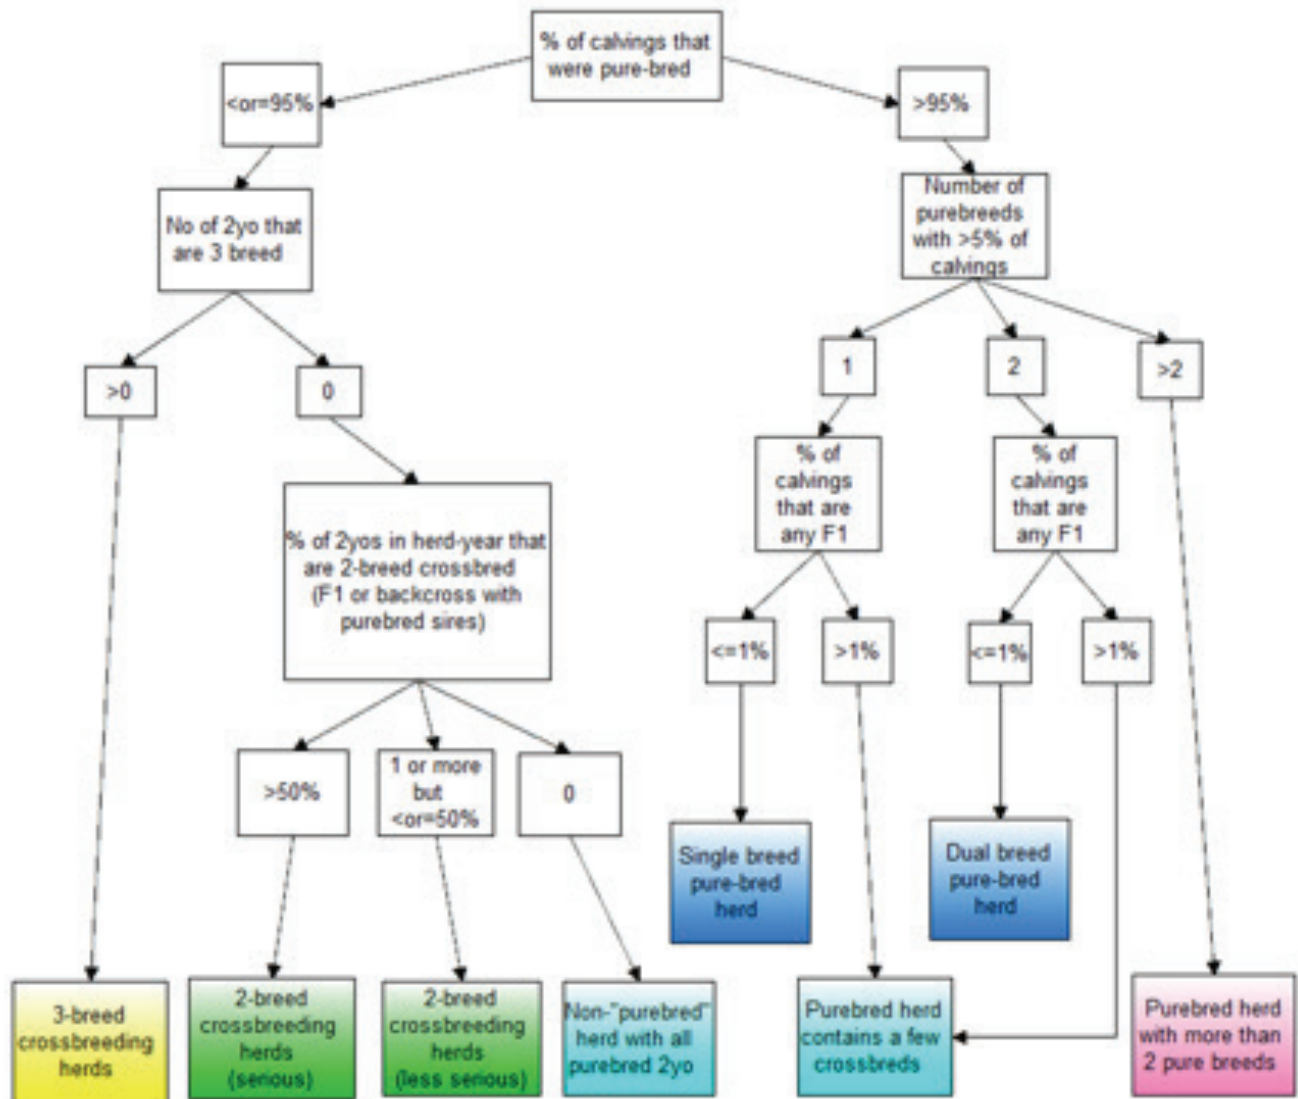 % of calvings that
were pure-bred
<or=95%
>95%
No of 2yo that
are 3 breed
Number of
purebreeds
with >5% of
calvings
>0
0
1
2
>2
% of 2yos in herd-year that
are 2-breed crossbred
(F1 or backcross with
purebred sires)
% of
calvings
that are
any F1
% of
calvings
that are
any F1
<=1%
>1%
<=1%
>1%
>50%
1 or more
but
<or=50%
0
Single breed
pure-bred
herd
Dual breed
pure-bred
herd
3-breed
crossbreeding
herds
2-breed
crossbreeding
herds
(serious)
2-breed
crossbreeding
herds
(less serious)
Non-"purebred"
herd with all
purebred 2yo
Purebred herd
contains a few
crossbreds
Purebred herd
with more than
2 pure breeds